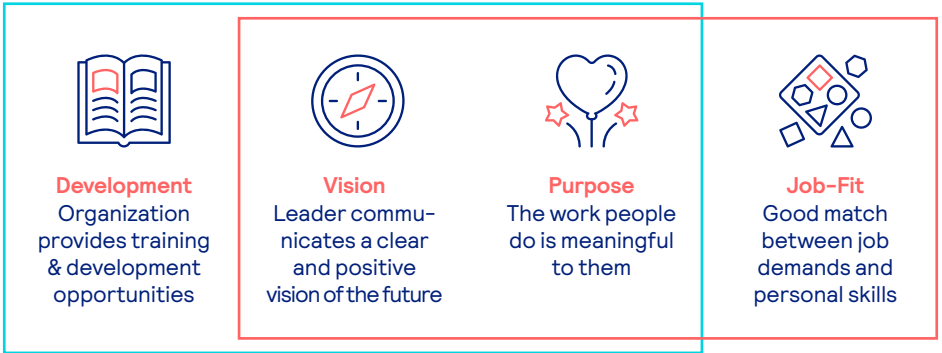 Development
Organization
provides training
& development
opportunities
Vision
Leader commu-
nicates a clear
and positive
vision of the future
Purpose
The work people
do is meaningful
to them
Job-Fit
Good match
between job
demands and
personal skills